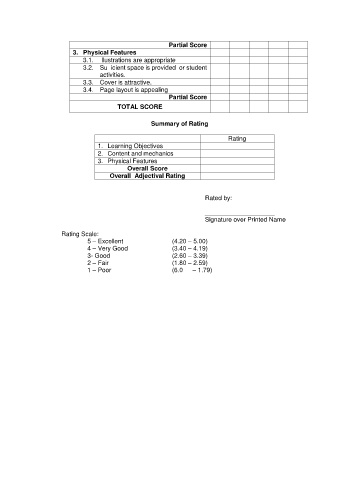 Partial Score
3. Physical Features
3.1. llustrations are appropriate
3.2. Su icient space is provided or student
activities.
3.3. Cover is attractive.
3.4. Page layout is appealing
Partial Score
TOTAL SCORE
Summary of Rating
Rating
1. Learning Objectives
2. Content and mechanics
3. Physical Features
Overall Score
Overall Adjectival Rating
Rated by:
Signature over Printed Name
Rating Scale:
5 – Excellent (4.20 – 5.00)
4 – Very Good (3.40 – 4.19)
3- Good (2.60 – 3.39)
2 – Fair (1.80 – 2.59)
1 – Poor (6.0 – 1.79)